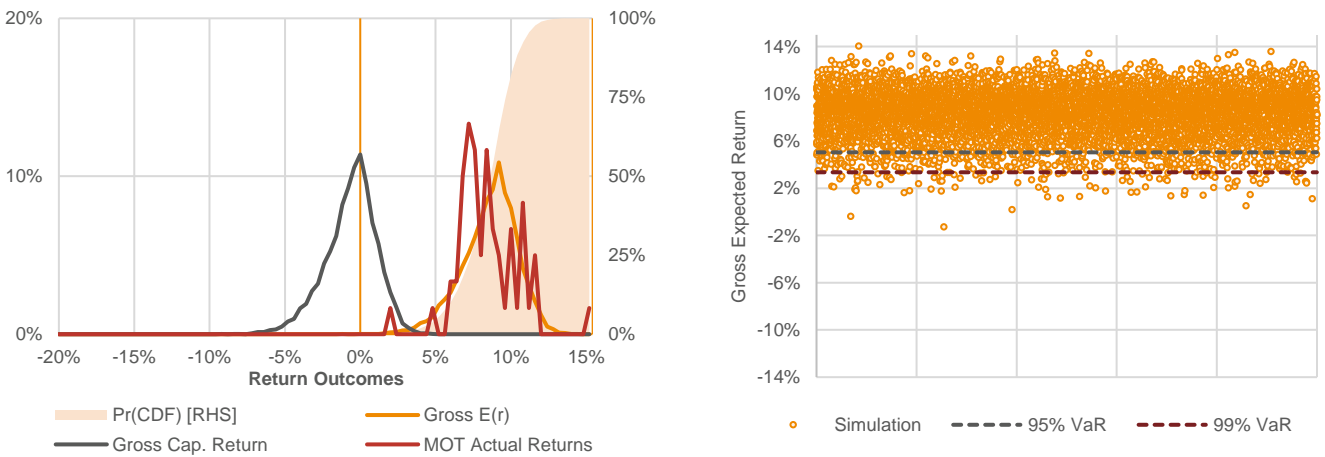 20%
10%
0%
100%
75%
50%
25%
0%
-20%
-15%
-10%
-5%
0%
5%
10%
15%
Return Outcomes
Pr(CDF) [RHS]
Gross E(r)
Gross Cap. Return
MOT Actual Returns
Gross Expected Return
14%
10%
6%
2%
-2%
-6%
-10%
-14%
Simulation
95% VaR
99% VaR